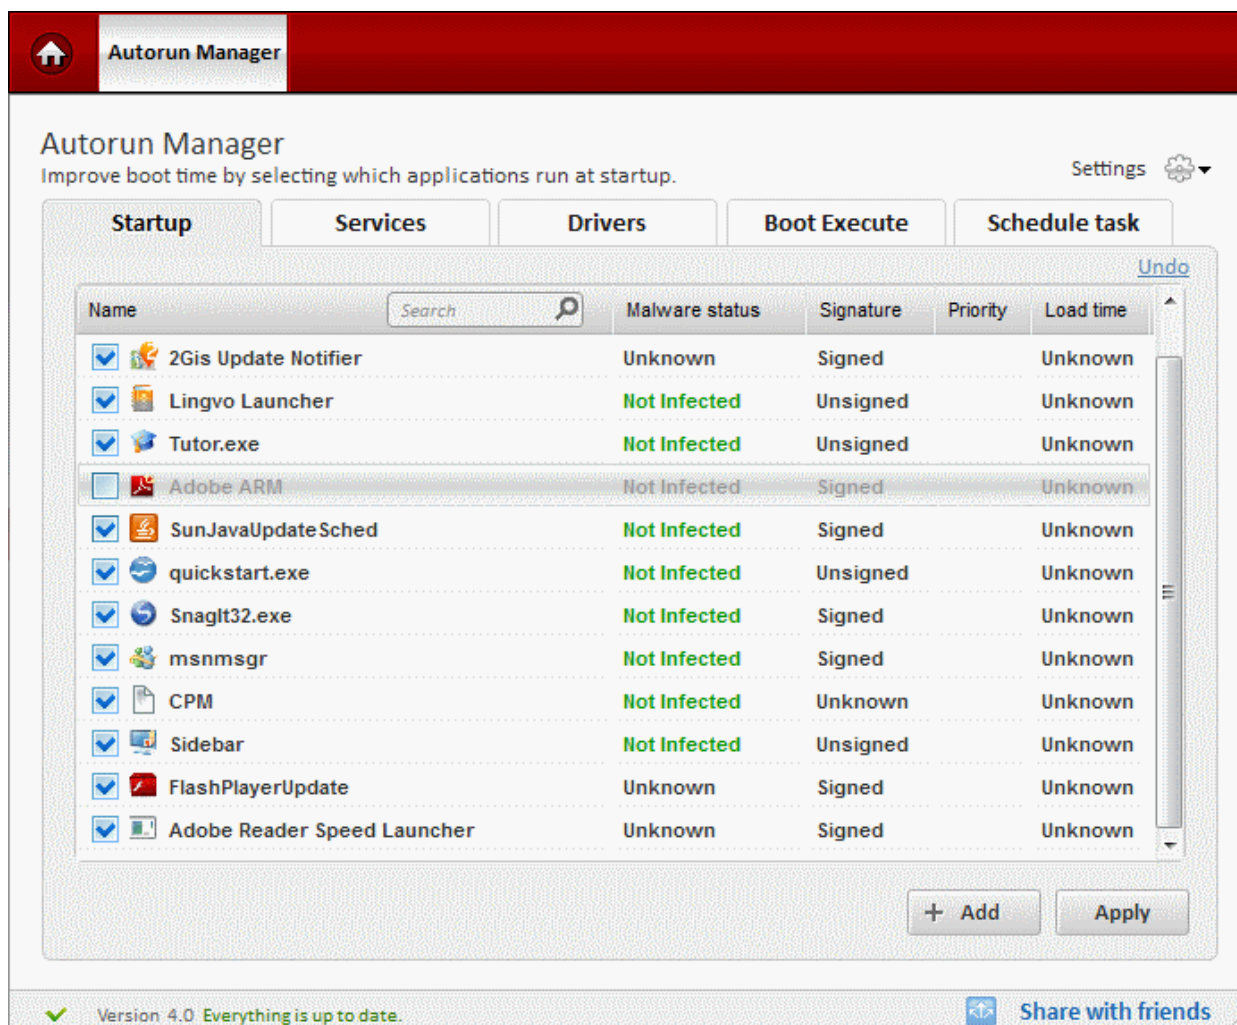 Autorun Manager
Autorun Manager
Improve boot time by selecting which applications run at startup.
Settings
Startup Services Drivers Boot Execute Schedule task
Undo
Name Search Malware status Signature Priority Load time
2Gis Update Notifier Unknown Signed Unknown
Lingvo Launcher Not Infected Unsigned Unknown
Tutor.exe Not Infected Unsigned Unknown
Adobe ARM Not Infected Signed Unknown
SunJavaUpdateSched Not Infected Signed Unknown
quickstart.exe Not Infected Unsigned Unknown
SnagIt32.exe Not Infected Signed Unknown
msnmsgr Not Infected Signed Unknown
CPM Not Infected Unknown Unknown
Sidebar Not Infected Unsigned Unknown
FlashPlayerUpdate Unknown Signed Unknown
Adobe Reader Speed Launcher Unknown Signed Unknown
+ Add Apply
Version 4.0 Everything is up to date. Share with friends